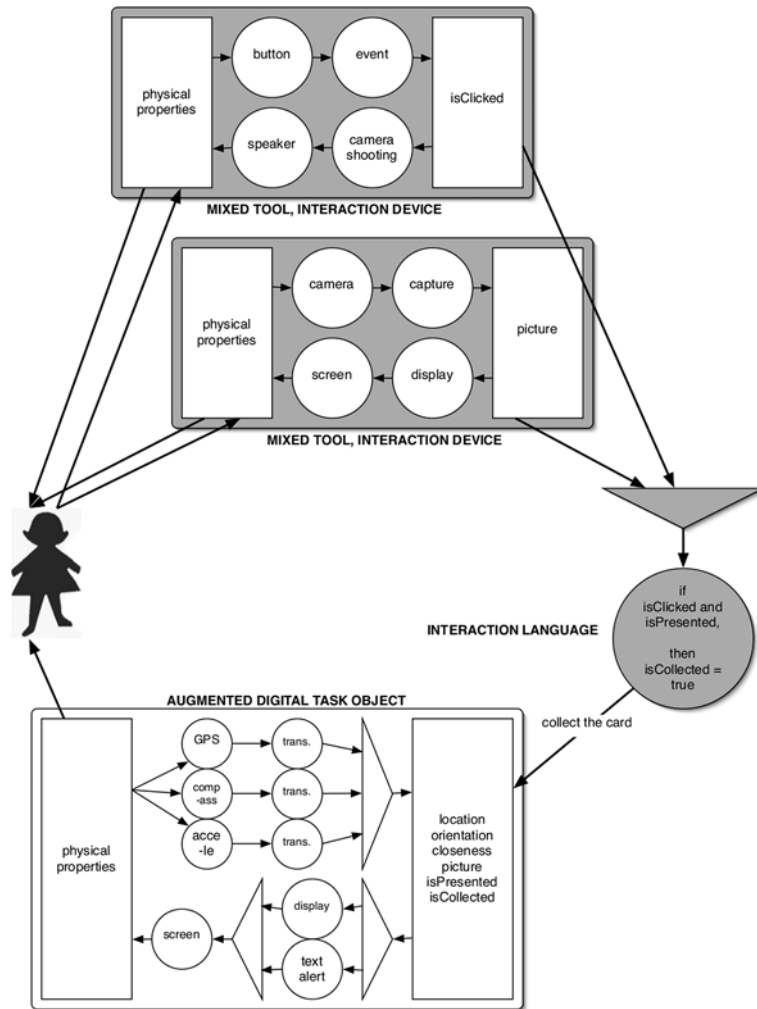 button
event
physical
properties
isClicked
speaker
camera
shooting
MIXED TOOL, INTERACTION DEVICE
camera
capture
physical
properties
picture
screen
display
MIXED TOOL, INTERACTION DEVICE
if
isClicked and
isPresented,
then
isCollected =
true
INTERACTION LANGUAGE
collect the card
AUGMENTED DIGITAL TASK OBJECT
GPS
trans.
comp
-ass
trans.
acce
-le
trans.
physical
properties
location
orientation
closeness
picture
isPresented
isCollected
display
screen
text
alert